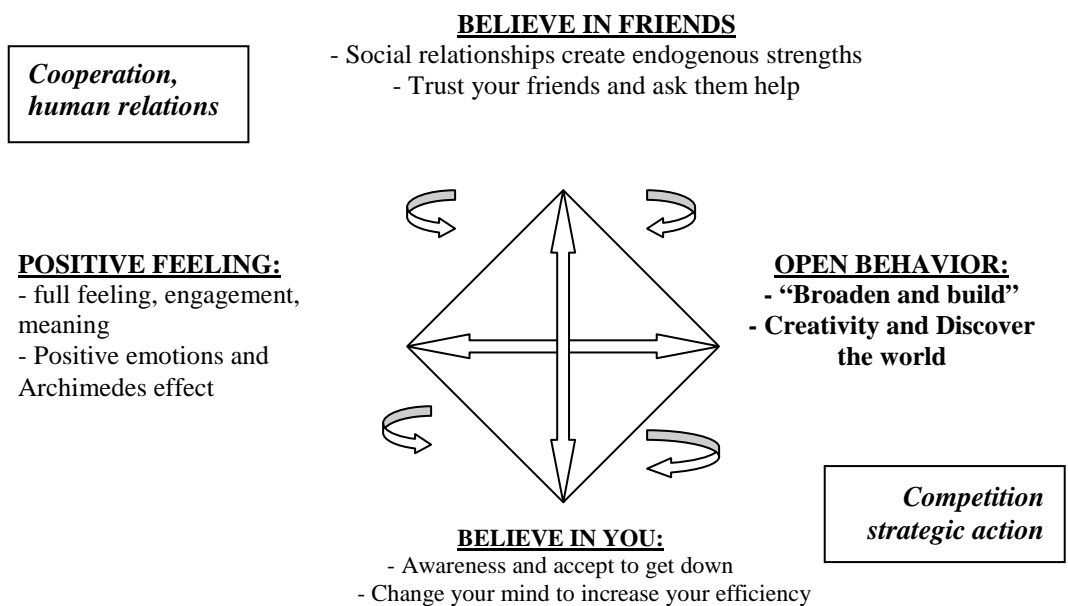 BELIEVE IN FRIENDS
- Social relationships create endogenous strengths
- Trust your friends and ask them help
Cooperation,
human relations
POSITIVE FEELING:
- full feeling, engagement,
meaning
- Positive emotions and
Archimedes effect
OPEN BEHAVIOR:
- “Broaden and build”
- Creativity and Discover
the world
Competition
strategic action
BELIEVE IN YOU:
- Awareness and accept to get down
- Change your mind to increase your efficiency